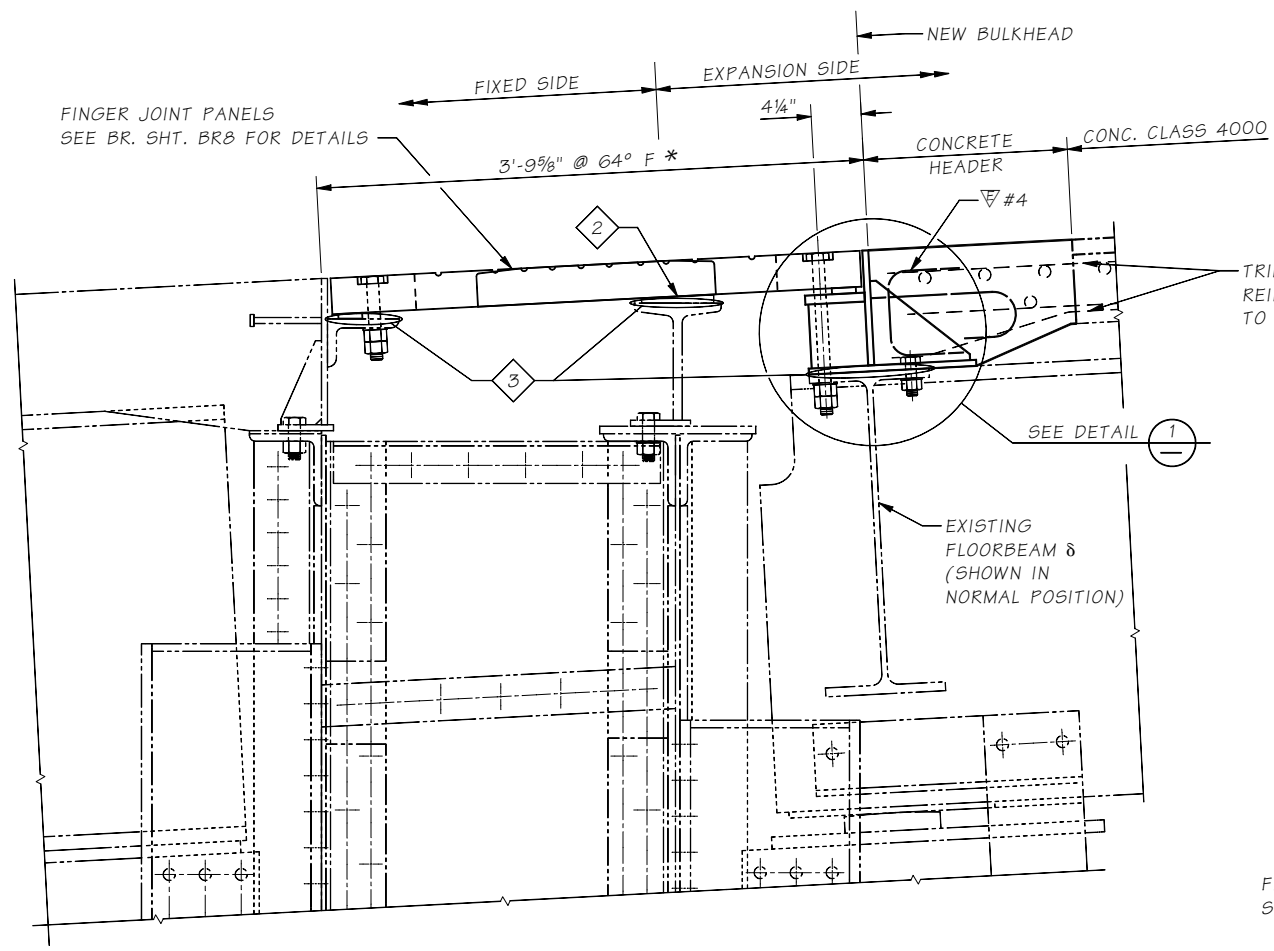 NEW BULKHEAD
FIXED SIDE
EXPANSION SIDE
FINGER JOINT PANELS
SEE BR. SHT. BR8 FOR DETAILS
4¼"
3'-9⅝" @ 64° F *
CONCRETE
HEADER
CONC. CLASS 4000
#4
2
3
SEE DETAIL
1
EXISTING
FLOORBEAM δ
(SHOWN IN
NORMAL POSITION)
TO